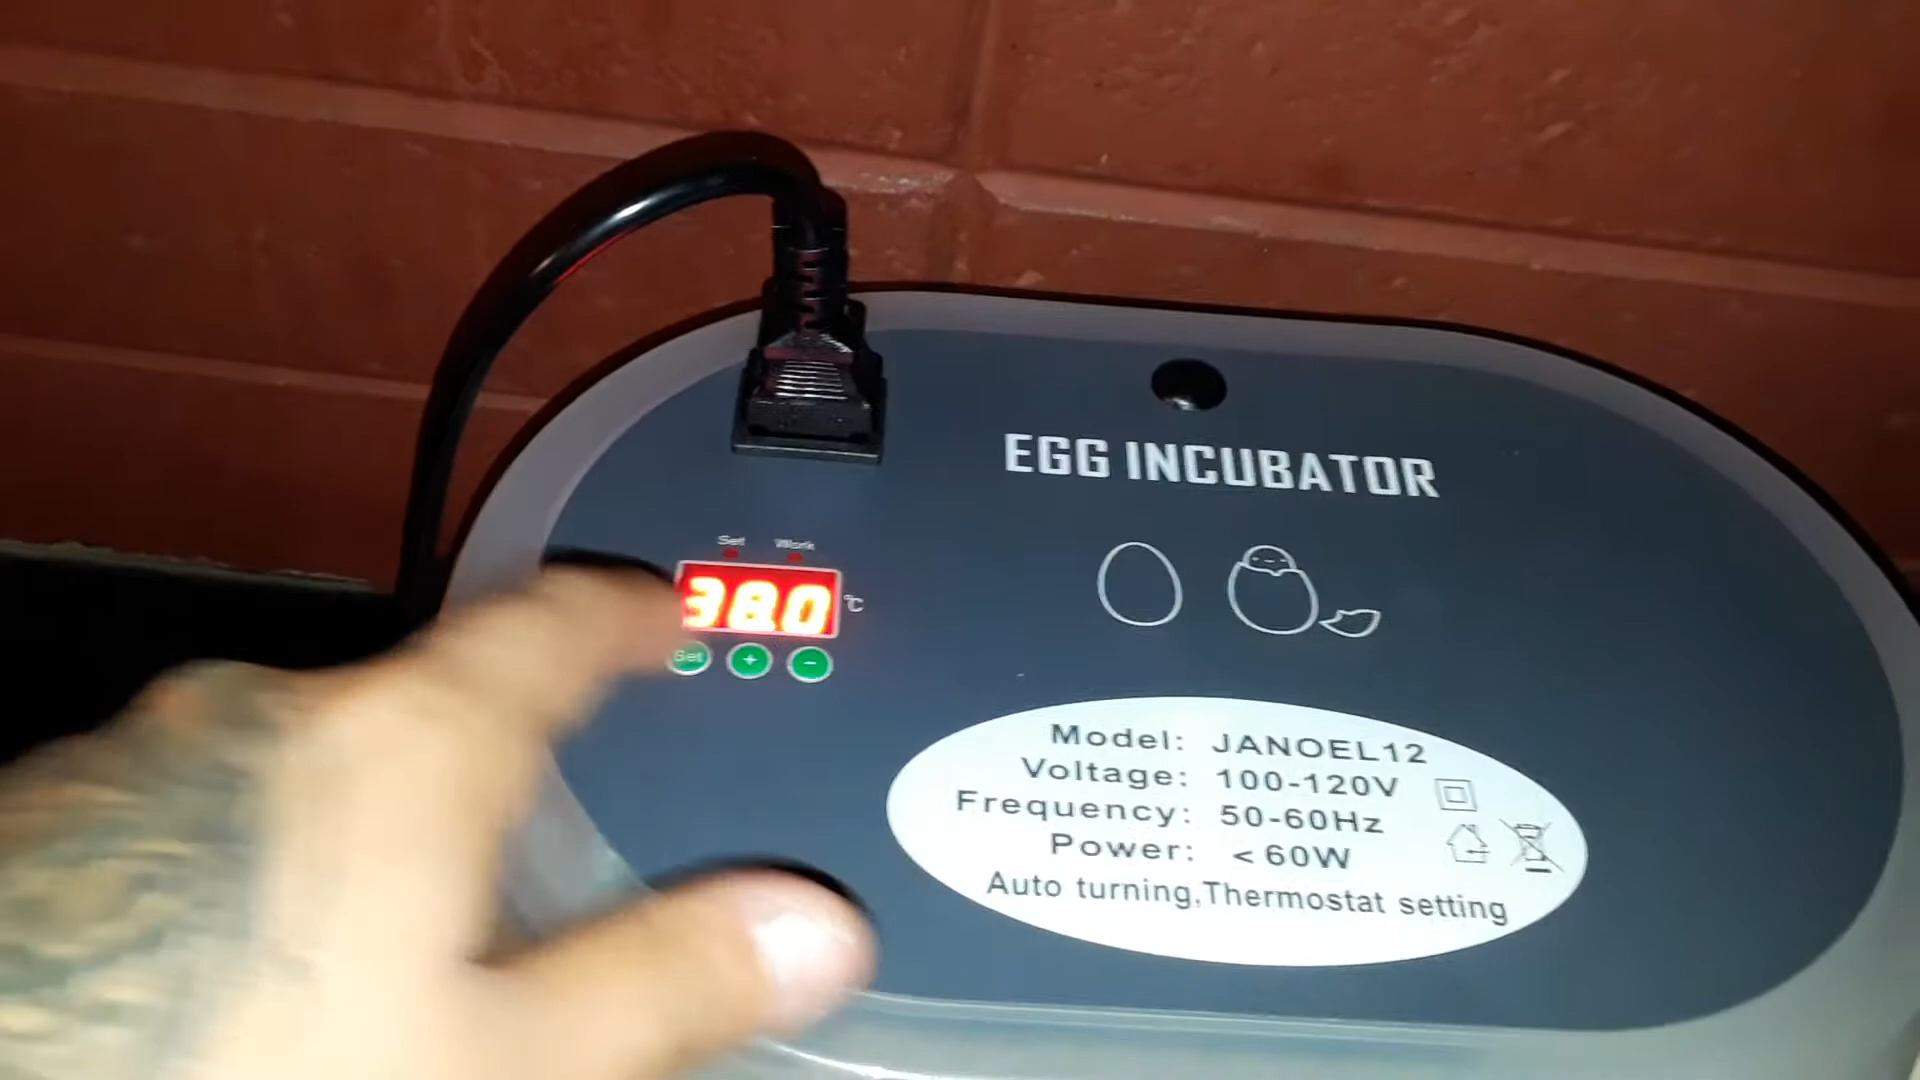 EGG INCUBATOR
Set Work
38.0 °C
Set + -
Model: JANOEL12
Voltage: 100-120V
Frequency: 50-60Hz
Power: <60W
Auto turning,Thermostat setting